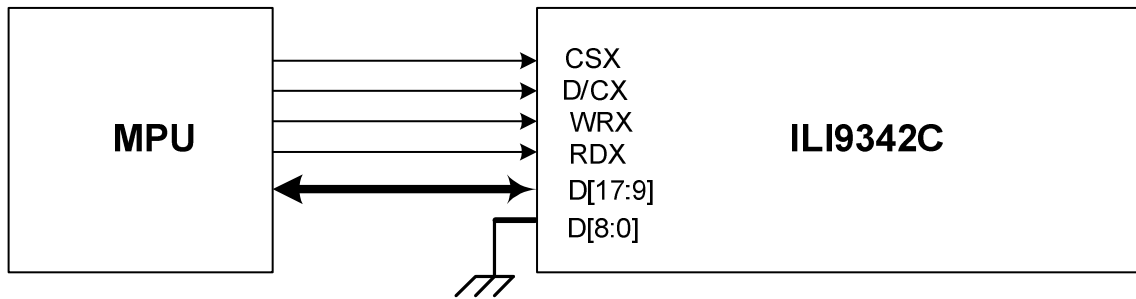 MPU
CSX
D/CX
WRX
RDX
D[17:9]
D[8:0]
ILI9342C